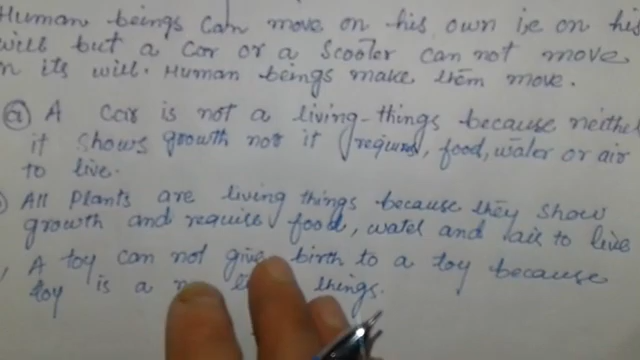 Human beings can move on his own i.e on his
will but a car or a scooter can not move
n its will. Human beings make them move.
(a) A car is not a living-things because neither
it shows growth nor it requires, food, water or air
to live.
All plants are living things because they show
growth and require food, water and air to live
A toy can not give birth to a toy because
toy is a things.